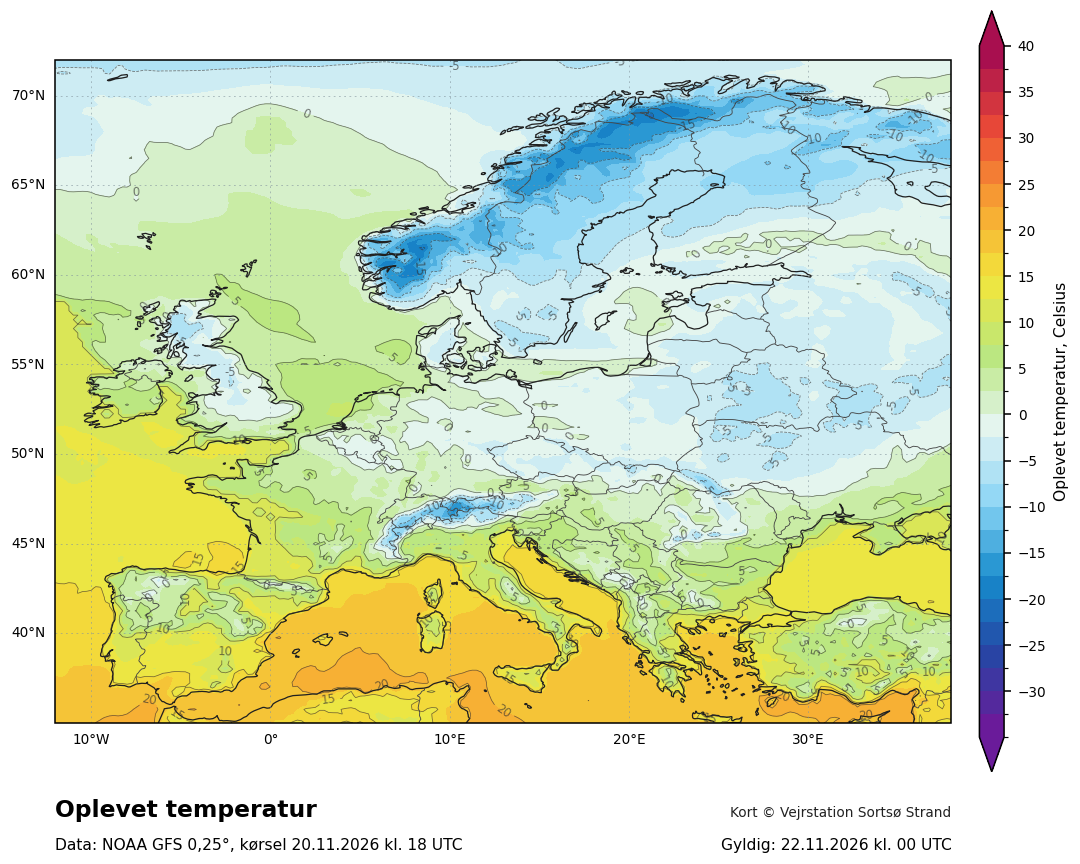 70°N
65°N
60°N
55°N
50°N
45°N
40°N
10°W
0°
10°E
20°E
30°E
40
35
30
25
20
15
10
5
0
−5
−10
−15
−20
−25
−30
Oplevet temperatur, Celsius
Oplevet temperatur
Kort © Vejrstation Sortsø Strand
Data: NOAA GFS 0,25°, kørsel 20.11.2026 kl. 18 UTC
Gyldig: 22.11.2026 kl. 00 UTC